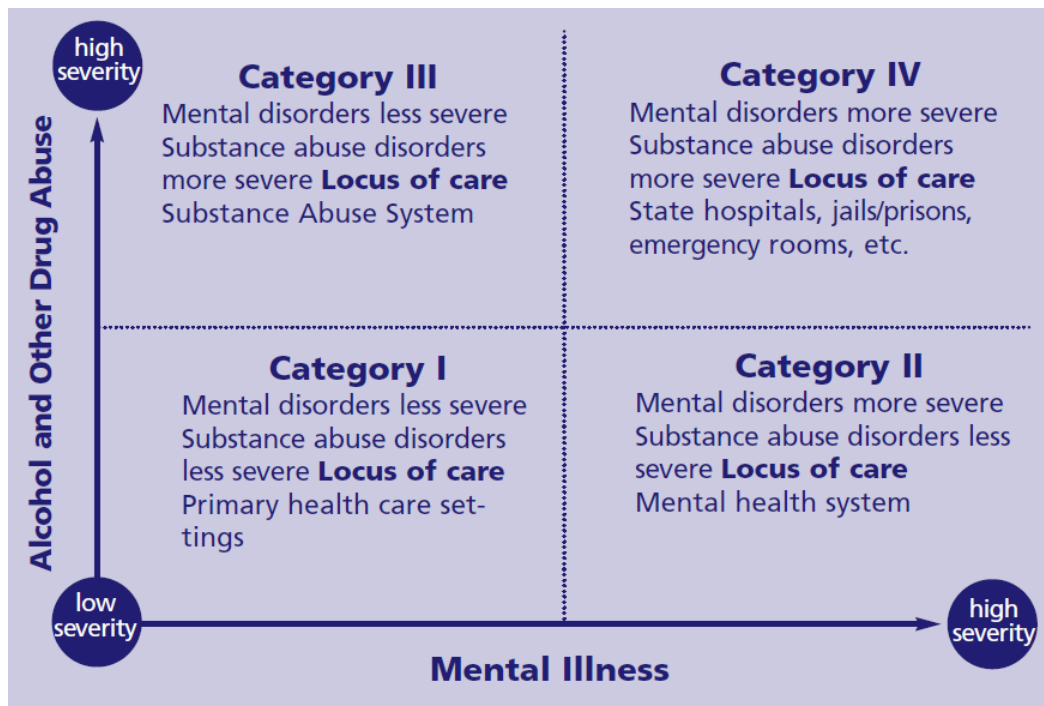 high
severity
Alcohol and Other Drug Abuse
Category III
Mental disorders less severe
Substance abuse disorders
more severe Locus of care
Substance Abuse System
Category IV
Mental disorders more severe
Substance abuse disorders
more severe Locus of care
State hospitals, jails/prisons,
emergency rooms, etc.
Category I
Mental disorders less severe
Substance abuse disorders
less severe Locus of care
Primary health care set-
tings
Category II
Mental disorders more severe
Substance abuse disorders less
severe Locus of care
Mental health system
low
severity
Mental Illness
high
severity